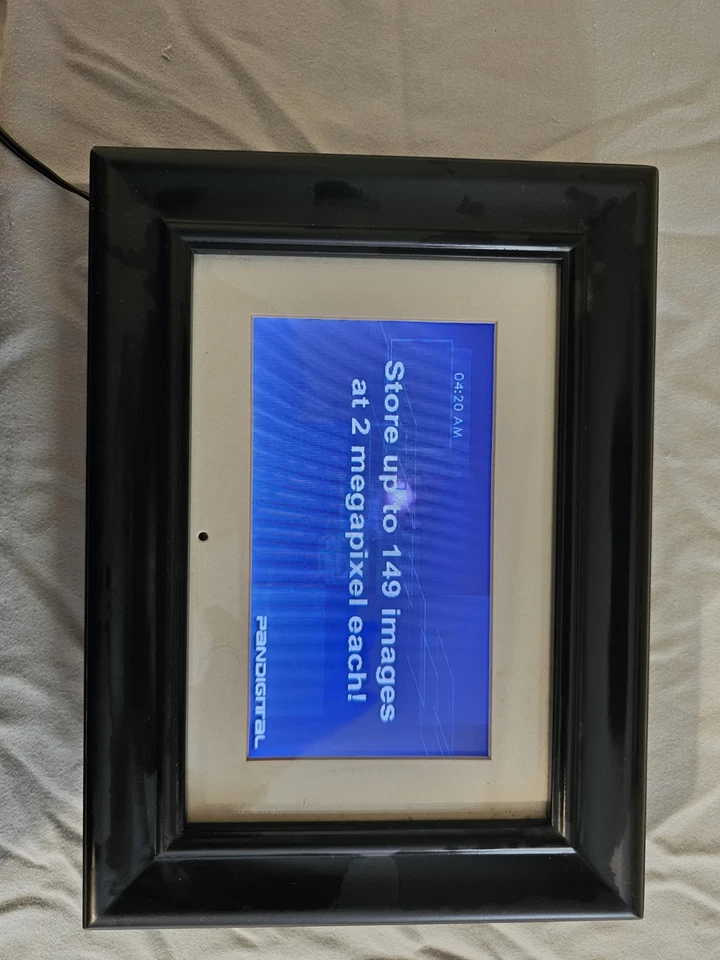 04:20 AM
Store up to 149 images
at 2 megapixel each!
PANDIGITAL